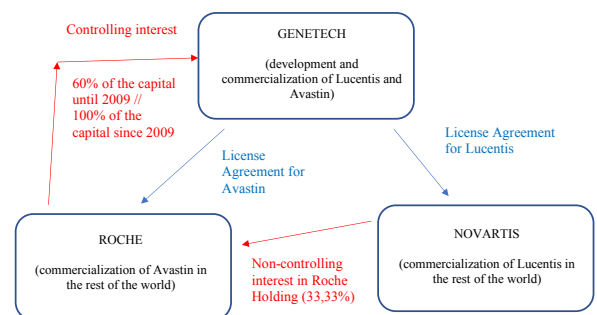 Controlling interest
GENETECH
(development and
commercialization of Lucentis and
Avastin)
60% of the capital
until 2009 //
100% of the
capital since 2009
License
Agreement for
Avastin
License Agreement
for Lucentis
ROCHE
(commercialization of Avastin in
the rest of the world)
Non-controlling
interest in Roche
Holding (33,33%)
NOVARTIS
(commercialization of Lucentis in
the rest of the world)